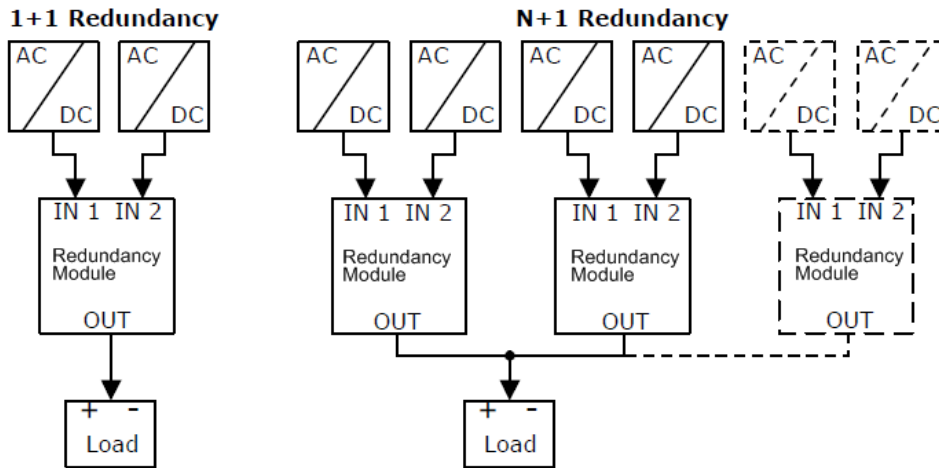 1+1 Redundancy
N+1 Redundancy
AC
DC
AC
DC
AC
DC
AC
DC
AC
DC
AC
DC
AC
DC
AC
DC
IN 1 IN 2
Redundancy
Module
OUT
IN 1 IN 2
Redundancy
Module
OUT
IN 1 IN 2
Redundancy
Module
OUT
IN 1 IN 2
Redundancy
Module
OUT
+ -
Load
+ -
Load